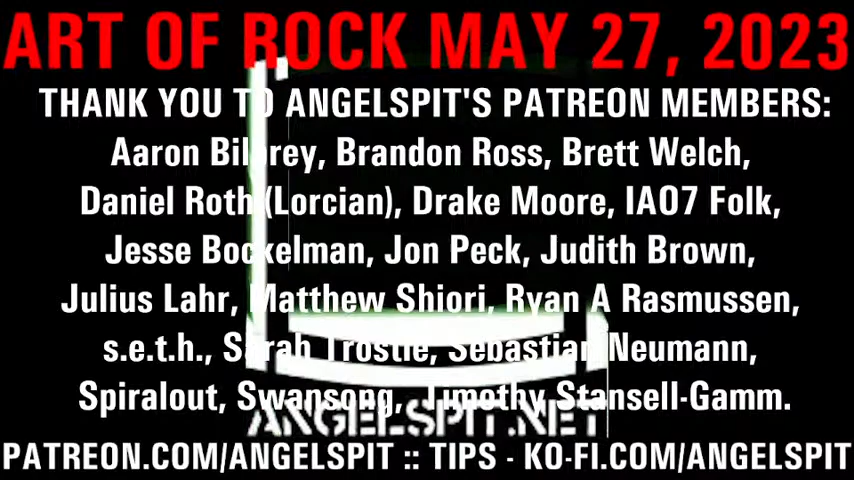 ART OF ROCK MAY 27, 2023
THANK YOU TO ANGELSPIT'S PATREON MEMBERS:
Aaron Bilbrey, Brandon Ross, Brett Welch,
Daniel Roth (Lorcian), Drake Moore, IAO7 Folk,
Jesse Bockelman, Jon Peck, Judith Brown,
Julius Lahr, Matthew Shiori, Ryan A Rasmussen,
s.e.t.h., Sarah Trostle, Sebastian Neumann,
Spiralout, Swansong, Timothy Stansell-Gamm.
ANGELSPIT.NET
PATREON.COM/ANGELSPIT :: TIPS - KO-FI.COM/ANGELSPIT